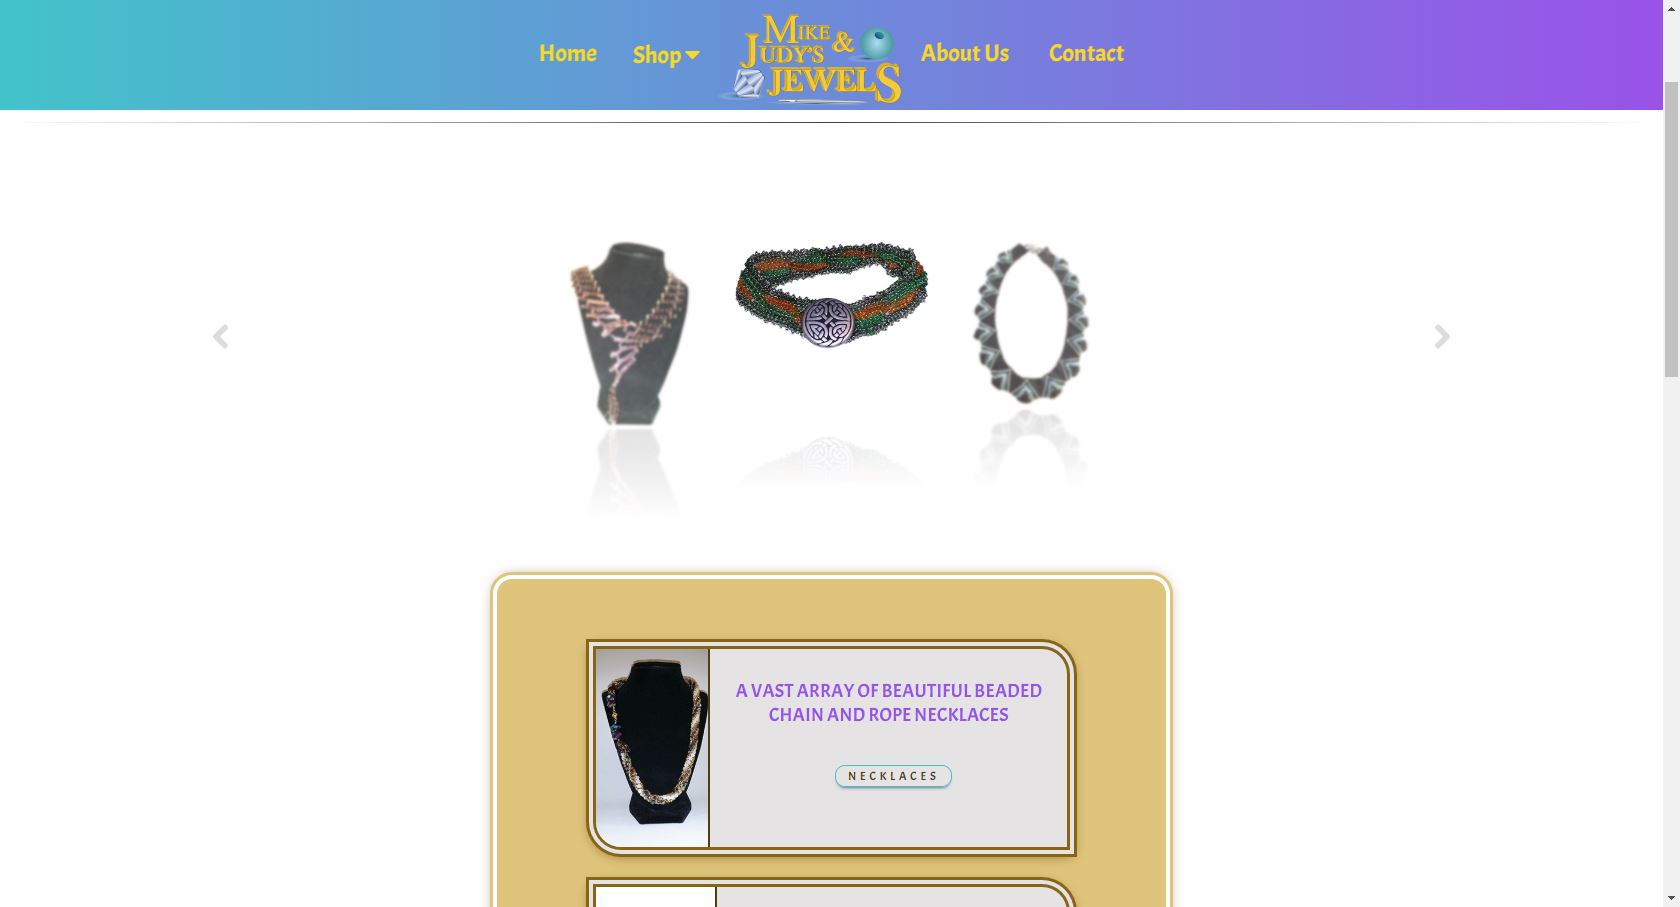 Home
Shop
MIKE &
JUDY'S
JEWELS
About Us
Contact
A VAST ARRAY OF BEAUTIFUL BEADED
CHAIN AND ROPE NECKLACES
NECKLACES